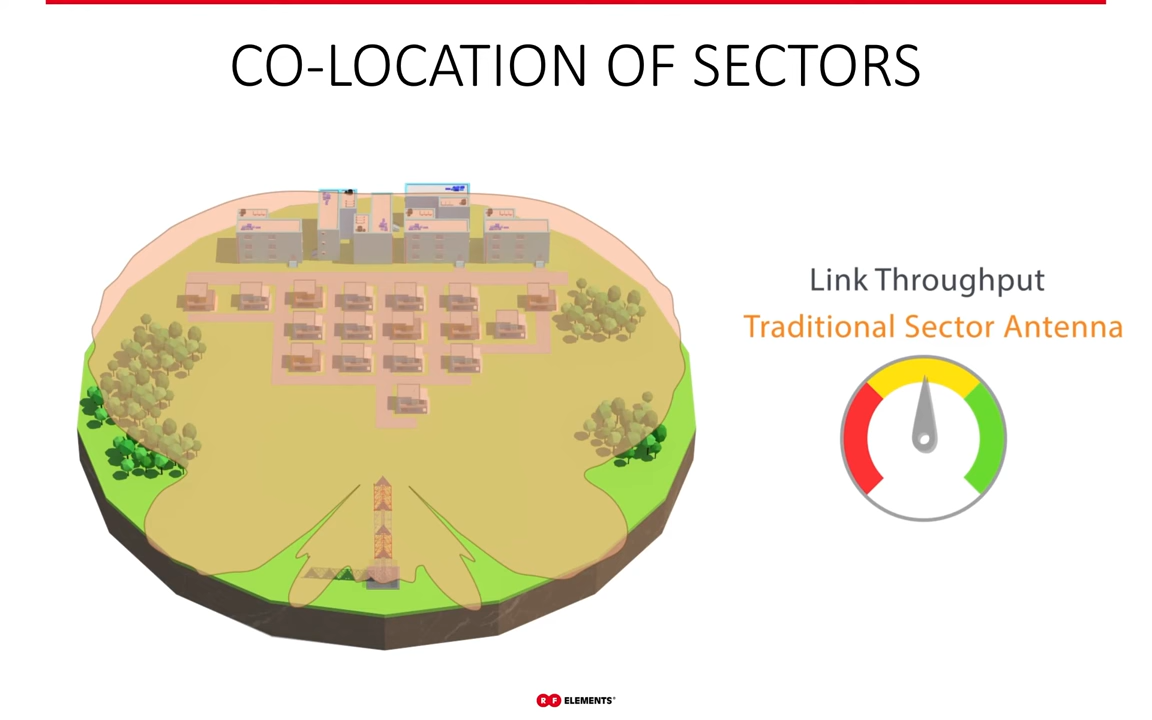 CO-LOCATION OF SECTORS
Link Throughput
Traditional Sector Antenna
RF ELEMENTS®